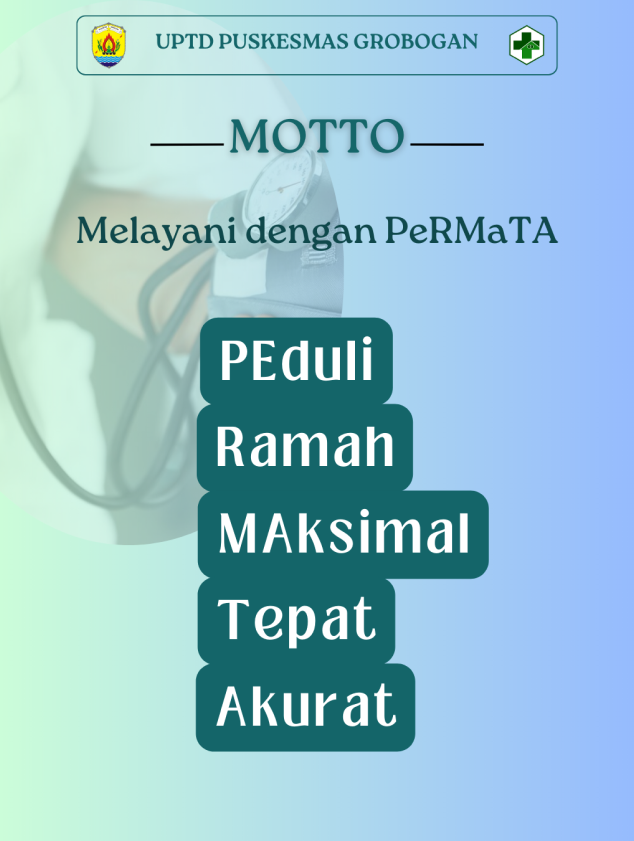 UPTD PUSKESMAS GROBOGAN
MOTTO
Melayani dengan PeRMaTA
PEduli
Ramah
MAksimal
Tepat
Akurat